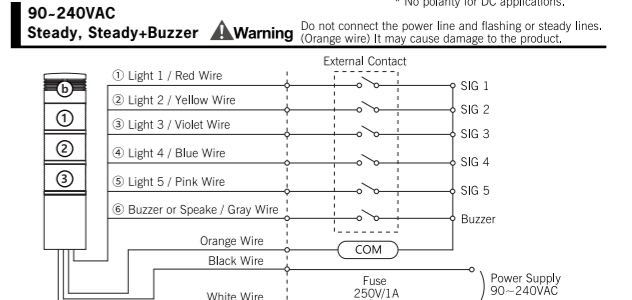 * No polarity for DC applications.
90~240VAC
Steady, Steady+Buzzer
Warning
Do not connect the power line and flashing or steady lines.
(Orange wire) It may cause damage to the product.
External Contact
① Light 1 / Red Wire
SIG 1
② Light 2 / Yellow Wire
SIG 2
③ Light 3 / Violet Wire
SIG 3
④ Light 4 / Blue Wire
SIG 4
⑤ Light 5 / Pink Wire
SIG 5
⑥ Buzzer or Speake / Gray Wire
Buzzer
b
1
2
3
Orange Wire
COM
Black Wire
Fuse
250V/1A
Power Supply
90~240VAC
White Wire